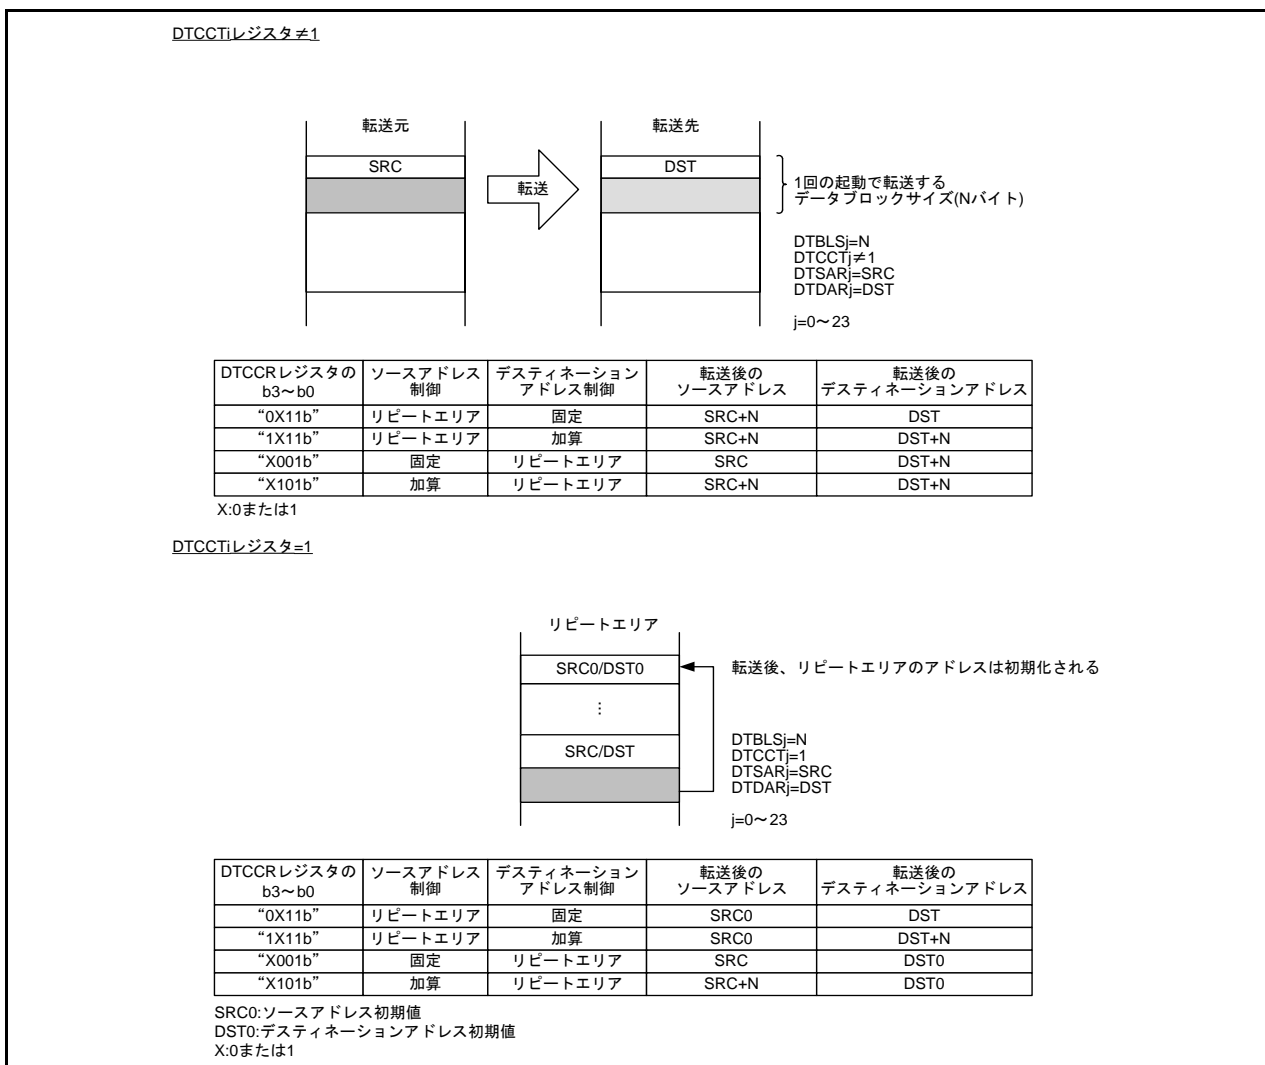 DTCCTiレジスタ≠1
転送元
転送先
SRC
DST
転送
1回の起動で転送する
データブロックサイズ(Nバイト)
DTBLSj=N
DTCCTj≠1
DTSARj=SRC
DTDARj=DST
j=0～23
DTCCRレジスタの b3～b0 ソースアドレス制御 デスティネーションアドレス制御 転送後のソースアドレス 転送後のデスティネーションアドレス
“0X11b” リピートエリア 固定 SRC+N DST
“1X11b” リピートエリア 加算 SRC+N DST+N
“X001b” 固定 リピートエリア SRC DST+N
“X101b” 加算 リピートエリア SRC+N DST+N
X:0または1
DTCCTiレジスタ=1
リピートエリア
SRC0/DST0
転送後、リピートエリアのアドレスは初期化される
⋮
SRC/DST
DTBLSj=N
DTCCTj=1
DTSARj=SRC
DTDARj=DST
j=0～23
DTCCRレジスタの b3～b0 ソースアドレス制御 デスティネーションアドレス制御 転送後のソースアドレス 転送後のデスティネーションアドレス
“0X11b” リピートエリア 固定 SRC0 DST
“1X11b” リピートエリア 加算 SRC0 DST+N
“X001b” 固定 リピートエリア SRC DST0
“X101b” 加算 リピートエリア SRC+N DST0
SRC0:ソースアドレス初期値
DST0:デスティネーションアドレス初期値
X:0または1